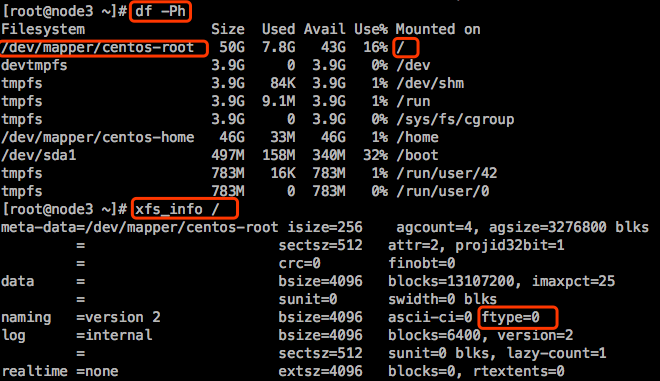 [root@node3 ~]# df -Ph
Filesystem Size Used Avail Use% Mounted on
/dev/mapper/centos-root 50G 7.8G 43G 16% /
devtmpfs 3.9G 0 3.9G 0% /dev
tmpfs 3.9G 84K 3.9G 1% /dev/shm
tmpfs 3.9G 9.1M 3.9G 1% /run
tmpfs 3.9G 0 3.9G 0% /sys/fs/cgroup
/dev/mapper/centos-home 46G 33M 46G 1% /home
/dev/sda1 497M 158M 340M 32% /boot
tmpfs 783M 16K 783M 1% /run/user/42
tmpfs 783M 0 783M 0% /run/user/0
[root@node3 ~]# xfs_info /
meta-data=/dev/mapper/centos-root isize=256 agcount=4, agsize=3276800 blks
= sectsz=512 attr=2, projid32bit=1
= crc=0 finobt=0
data = bsize=4096 blocks=13107200, imaxpct=25
= sunit=0 swidth=0 blks
naming =version 2 bsize=4096 ascii-ci=0 ftype=0
log =internal bsize=4096 blocks=6400, version=2
= sectsz=512 sunit=0 blks, lazy-count=1
realtime =none extsz=4096 blocks=0, rtextents=0